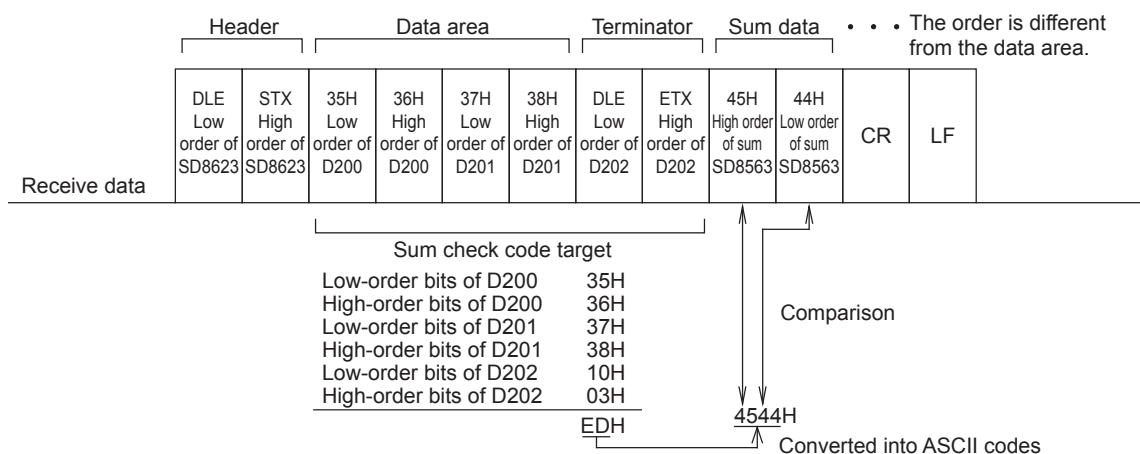 Header Data area Terminator Sum data • • • The order is different
from the data area.
DLE STX 35H 36H 37H 38H DLE ETX 45H 44H
Low High Low High Low High Low High High order Low order CR LF
order of order of order of order of order of order of order of order of of sum of sum
SD8623 SD8623 D200 D200 D201 D201 D202 D202 SD8563 SD8563
Receive data
Sum check code target
Low-order bits of D200 35H
High-order bits of D200 36H
Low-order bits of D201 37H
High-order bits of D201 38H
Low-order bits of D202 10H
High-order bits of D202 03H
Comparison
EDH 4544H
Converted into ASCII codes